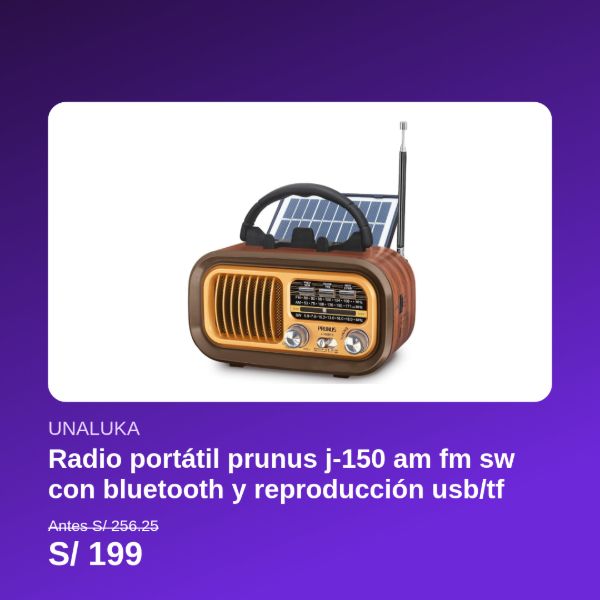 PRUNUS
UNALUKA
Radio portátil prunus j-150 am fm sw
con bluetooth y reproducción usb/tf
Antes S/ 256.25
S/ 199